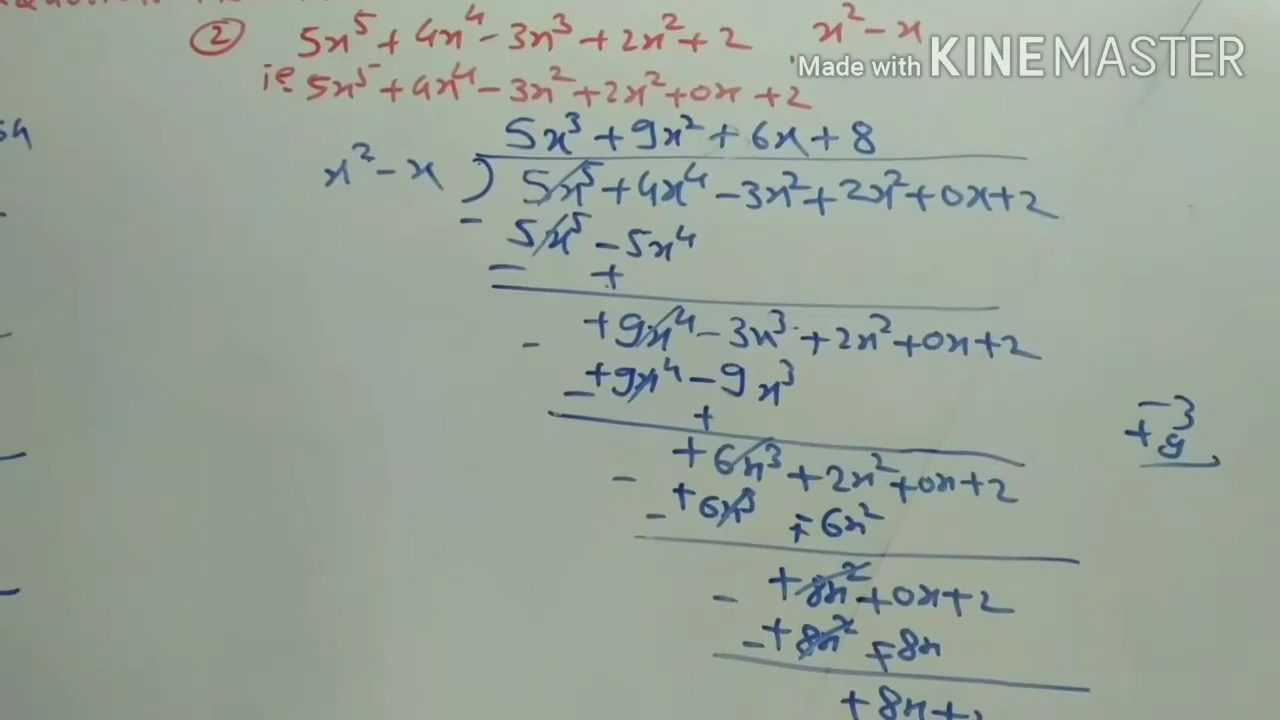 ② 5x⁵ + 4x⁴ - 3x³ + 2x² + 2 x² - x
Made with KINEMASTER
ie 5x⁵ + 4x⁴ - 3x² + 2x² + 0x + 2
5x³ + 9x² + 6x + 8
x² - x ) 5x⁵ + 4x⁴ - 3x² + 2x² + 0x + 2
- 5x⁵ - 5x⁴
- +
- + 9x⁴ - 3x³ + 2x² + 0x + 2
- + 9x⁴ - 9x³
+
- 3
+ 9
- + 6x³ + 2x² + 0x + 2
- + 6x³ ∓ 6x²
- + 8x² + 0x + 2
- + 8x² ∓ 8x
+ 8x + 2